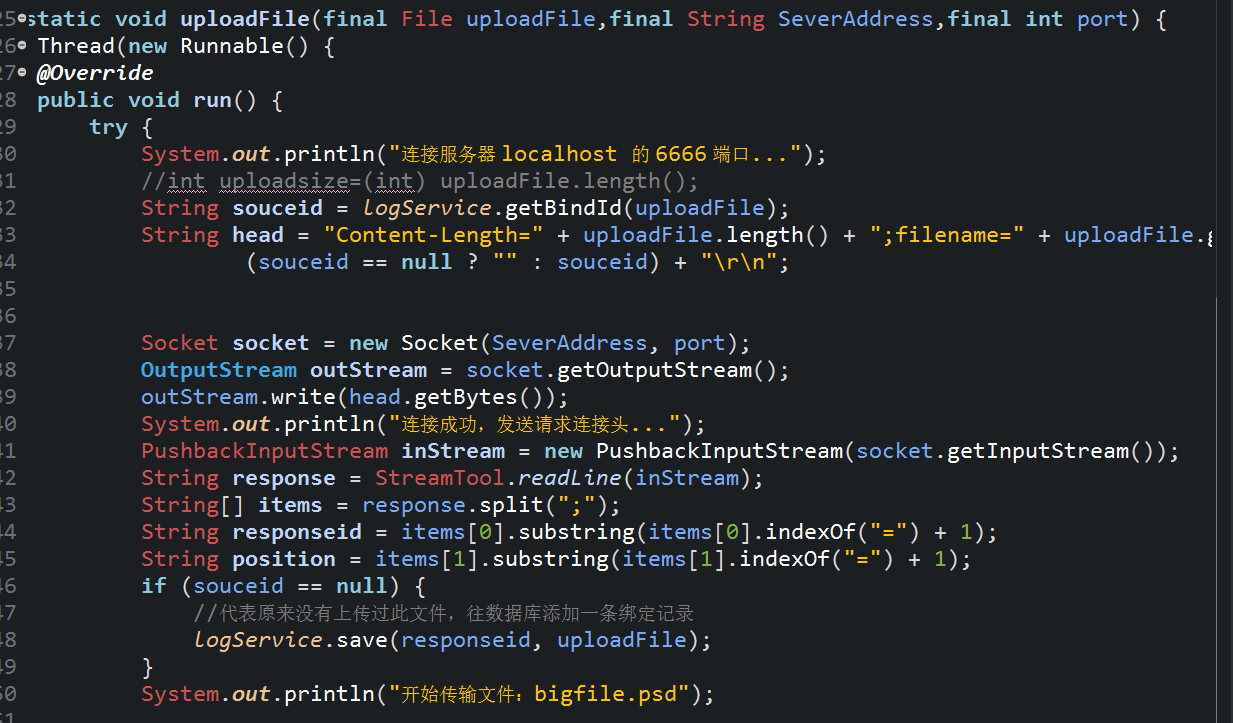 25 static void uploadFile(final File uploadFile,final String SeverAddress,final int port) {
26 Thread(new Runnable() {
27 @Override
28 public void run() {
29 try {
30 System.out.println("连接服务器 localhost 的 6666 端口...");
31 //int uploadsize=(int) uploadFile.length();
32 String souceid = logService.getBindId(uploadFile);
33 String head = "Content-Length=" + uploadFile.length() + ";filename=" + uploadFile.g
34 (souceid == null ? "" : souceid) + "\r\n";
35
36
37 Socket socket = new Socket(SeverAddress, port);
38 OutputStream outStream = socket.getOutputStream();
39 outStream.write(head.getBytes());
40 System.out.println("连接成功，发送请求连接头...");
41 PushbackInputStream inStream = new PushbackInputStream(socket.getInputStream());
42 String response = StreamTool.readLine(inStream);
43 String[] items = response.split(";");
44 String responseid = items[0].substring(items[0].indexOf("=") + 1);
45 String position = items[1].substring(items[1].indexOf("=") + 1);
46 if (souceid == null) {
47 //代表原来没有上传过此文件，往数据库添加一条绑定记录
48 logService.save(responseid, uploadFile);
49 }
50 System.out.println("开始传输文件：bigfile.psd");
51